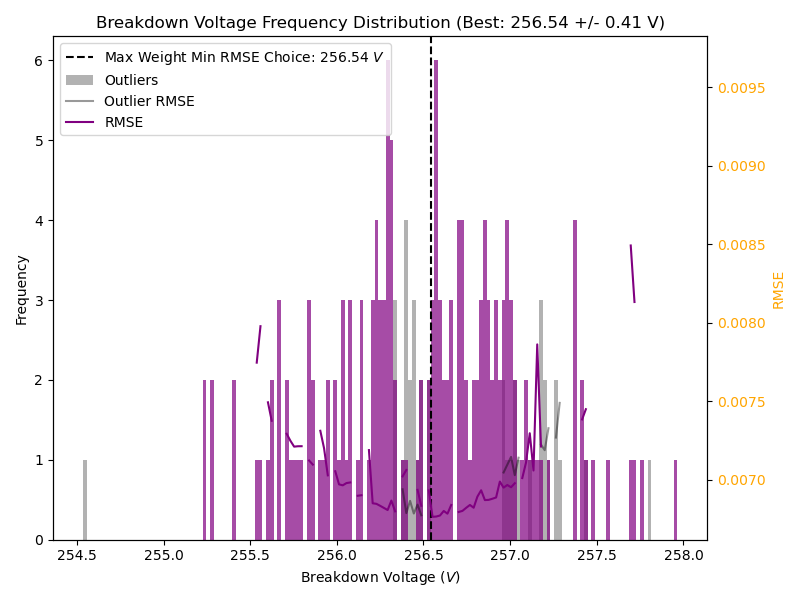 Breakdown Voltage Frequency Distribution (Best: 256.54 +/- 0.41 V)
Max Weight Min RMSE Choice: 256.54 V
Outliers
Outlier RMSE
RMSE
Frequency
6
5
4
3
2
1
0
0.0095
0.0090
0.0085
0.0080
0.0075
0.0070
RMSE
254.5 255.0 255.5 256.0 256.5 257.0 257.5 258.0
Breakdown Voltage (V)